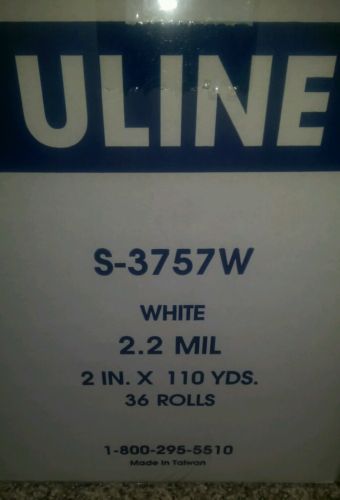 ULINE
S-3757W
WHITE
2.2 MIL
2 IN. X 110 YDS.
36 ROLLS
1-800-295-5510
Made In Taiwan